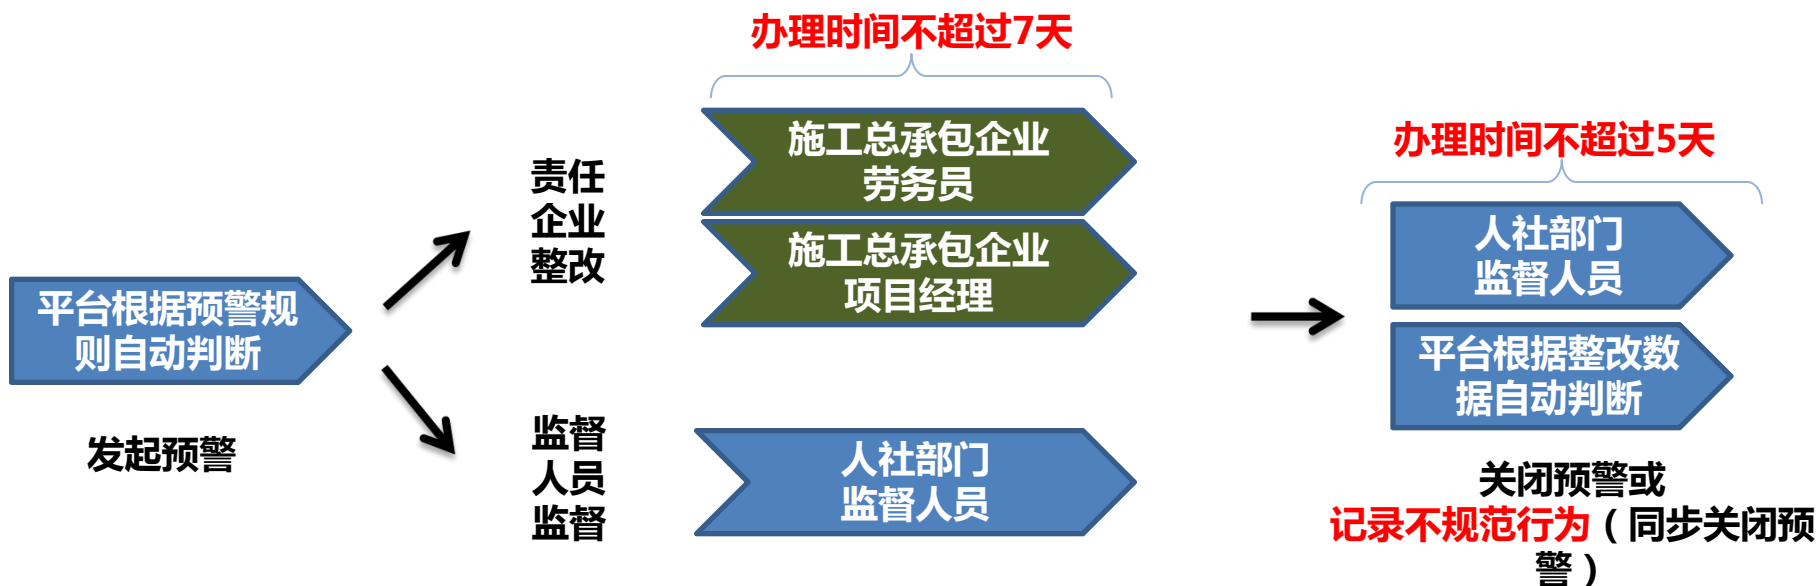 办理时间不超过7天
施工总承包企业
劳务员
施工总承包企业
项目经理
责任
企业
整改
平台根据预警规
则自动判断
发起预警
监督
人员
监督
人社部门
监督人员
办理时间不超过5天
人社部门
监督人员
平台根据整改数
据自动判断
关闭预警或
记录不规范行为（同步关闭预
警）